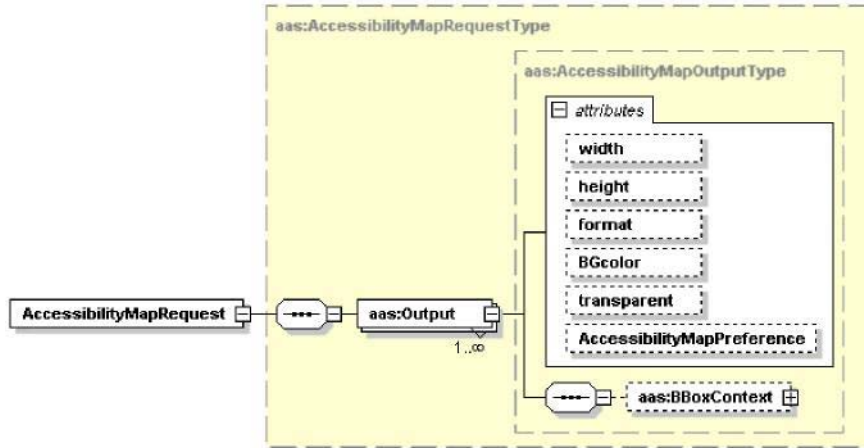 aas:AccessibilityMapRequestType
aas:AccessibilityMapOutputType
attributes
width
height
format
BGcolor
transparent
AccessibilityMapPreference
AccessibilityMapRequest
aas:Output
1..∞
aas:BBoxContext